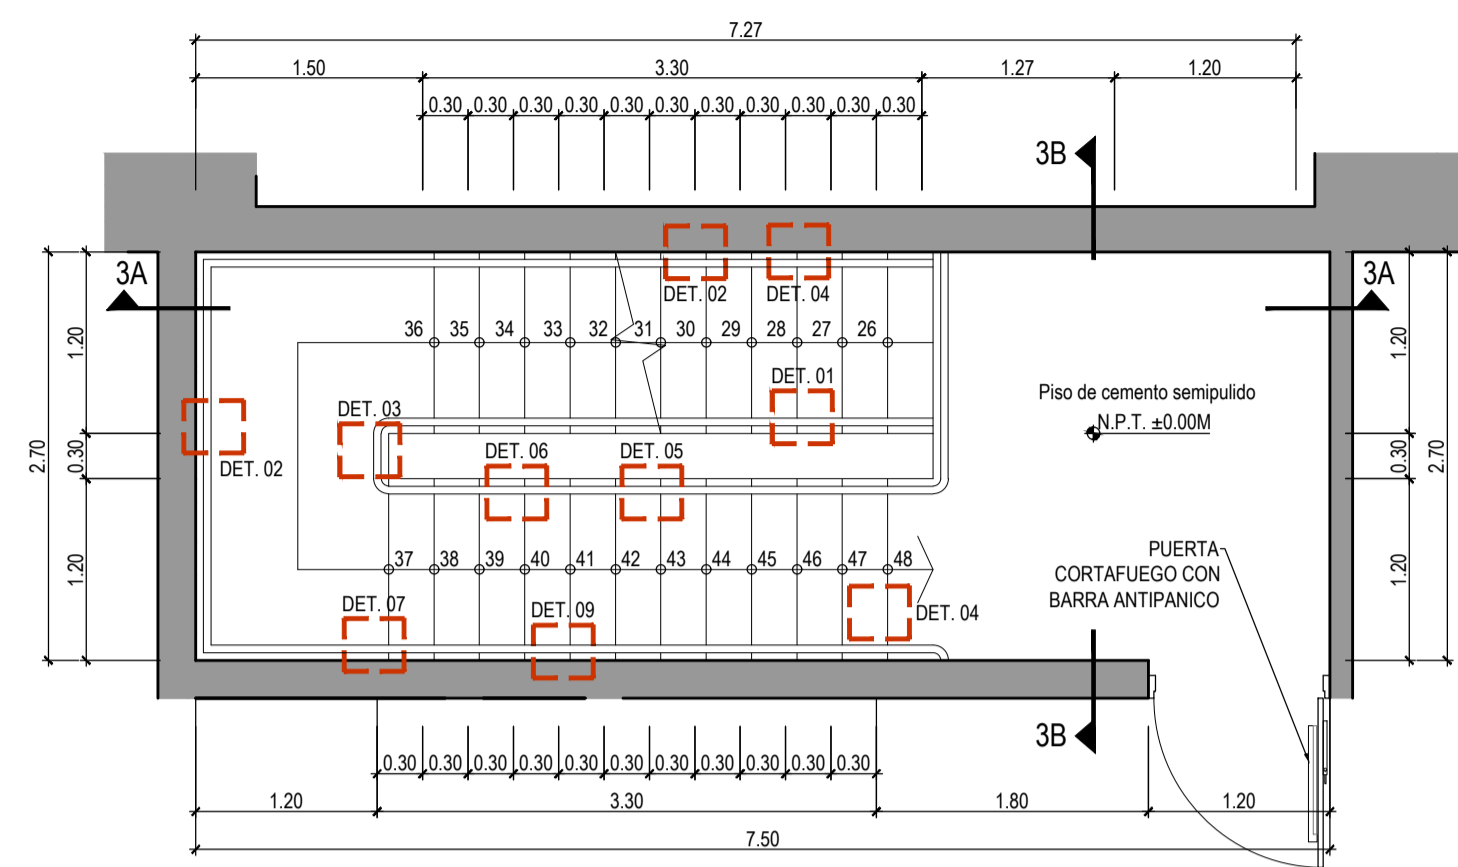 7.27
1.50 3.30 1.27 1.20
0.30 0.30 0.30 0.30 0.30 0.30 0.30 0.30 0.30 0.30 0.30
3B
3A 3A
DET. 02 DET. 04
1.20 1.20
36 35 34 33 32 31 30 29 28 27 26
DET. 01
Piso de cemento semipulido
N.P.T. ±0.00M
DET. 03
DET. 02
DET. 06 DET. 05
2.70 0.30 0.30 2.70
PUERTA
CORTAFUEGO CON
BARRA ANTIPANICO
1.20 1.20
37 38 39 40 41 42 43 44 45 46 47 48
DET. 07 DET. 09 DET. 04
3B
0.30 0.30 0.30 0.30 0.30 0.30 0.30 0.30 0.30 0.30 0.30
1.20 3.30 1.80 1.20
7.50